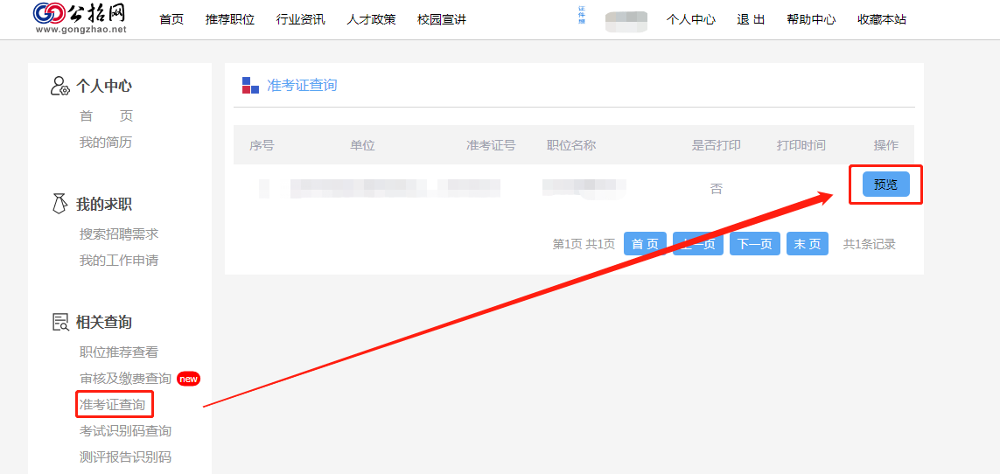 公招网
www.gongzhao.net
首页 推荐职位 行业资讯 人才政策 校园宣讲
证件照
个人中心 退 出 帮助中心 收藏本站
个人中心
首 页
我的简历
我的求职
搜索招聘需求
我的工作申请
相关查询
职位推荐查看
审核及缴费查询 new
准考证查询
考试识别码查询
测评报告识别码
准考证查询
序号 单位 准考证号 职位名称 是否打印 打印时间 操作
否 预览
第1页 共1页 首 页 上一页 下一页 末 页 共1条记录